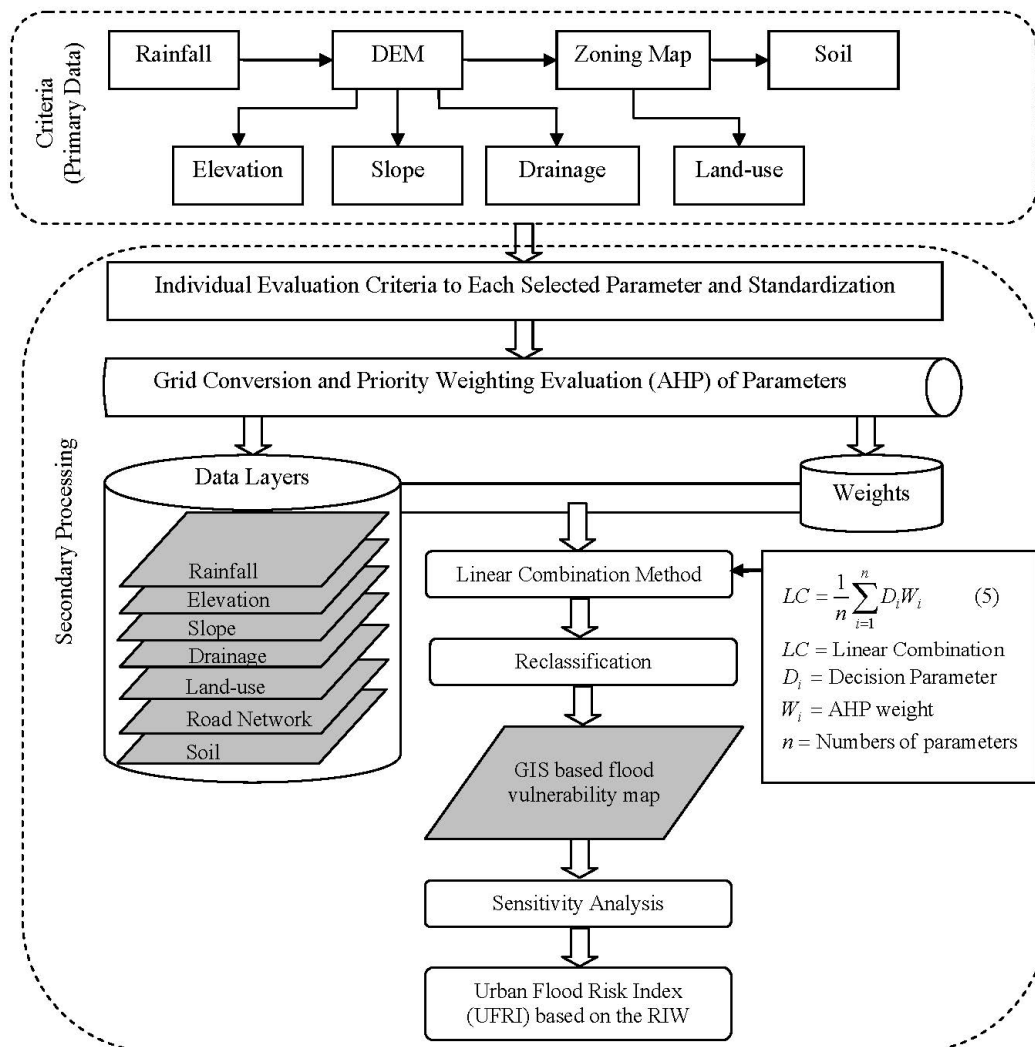 Criteria
(Primary Data)
Rainfall
DEM
Zoning Map
Soil
Elevation
Slope
Drainage
Land-use
Secondary Processing
Individual Evaluation Criteria to Each Selected Parameter and Standardization
Grid Conversion and Priority Weighting Evaluation (AHP) of Parameters
Data Layers
Rainfall
Elevation
Slope
Drainage
Land-use
Road Network
Soil
Weights
Linear Combination Method
Reclassification
GIS based flood
vulnerability map
Sensitivity Analysis
Urban Flood Risk Index
(UFRI) based on the RIW
LC = \frac{1}{n} \sum_{i=1}^{n} D_i W_i (5)
LC = Linear Combination
D_i = Decision Parameter
W_i = AHP weight
n = Numbers of parameters